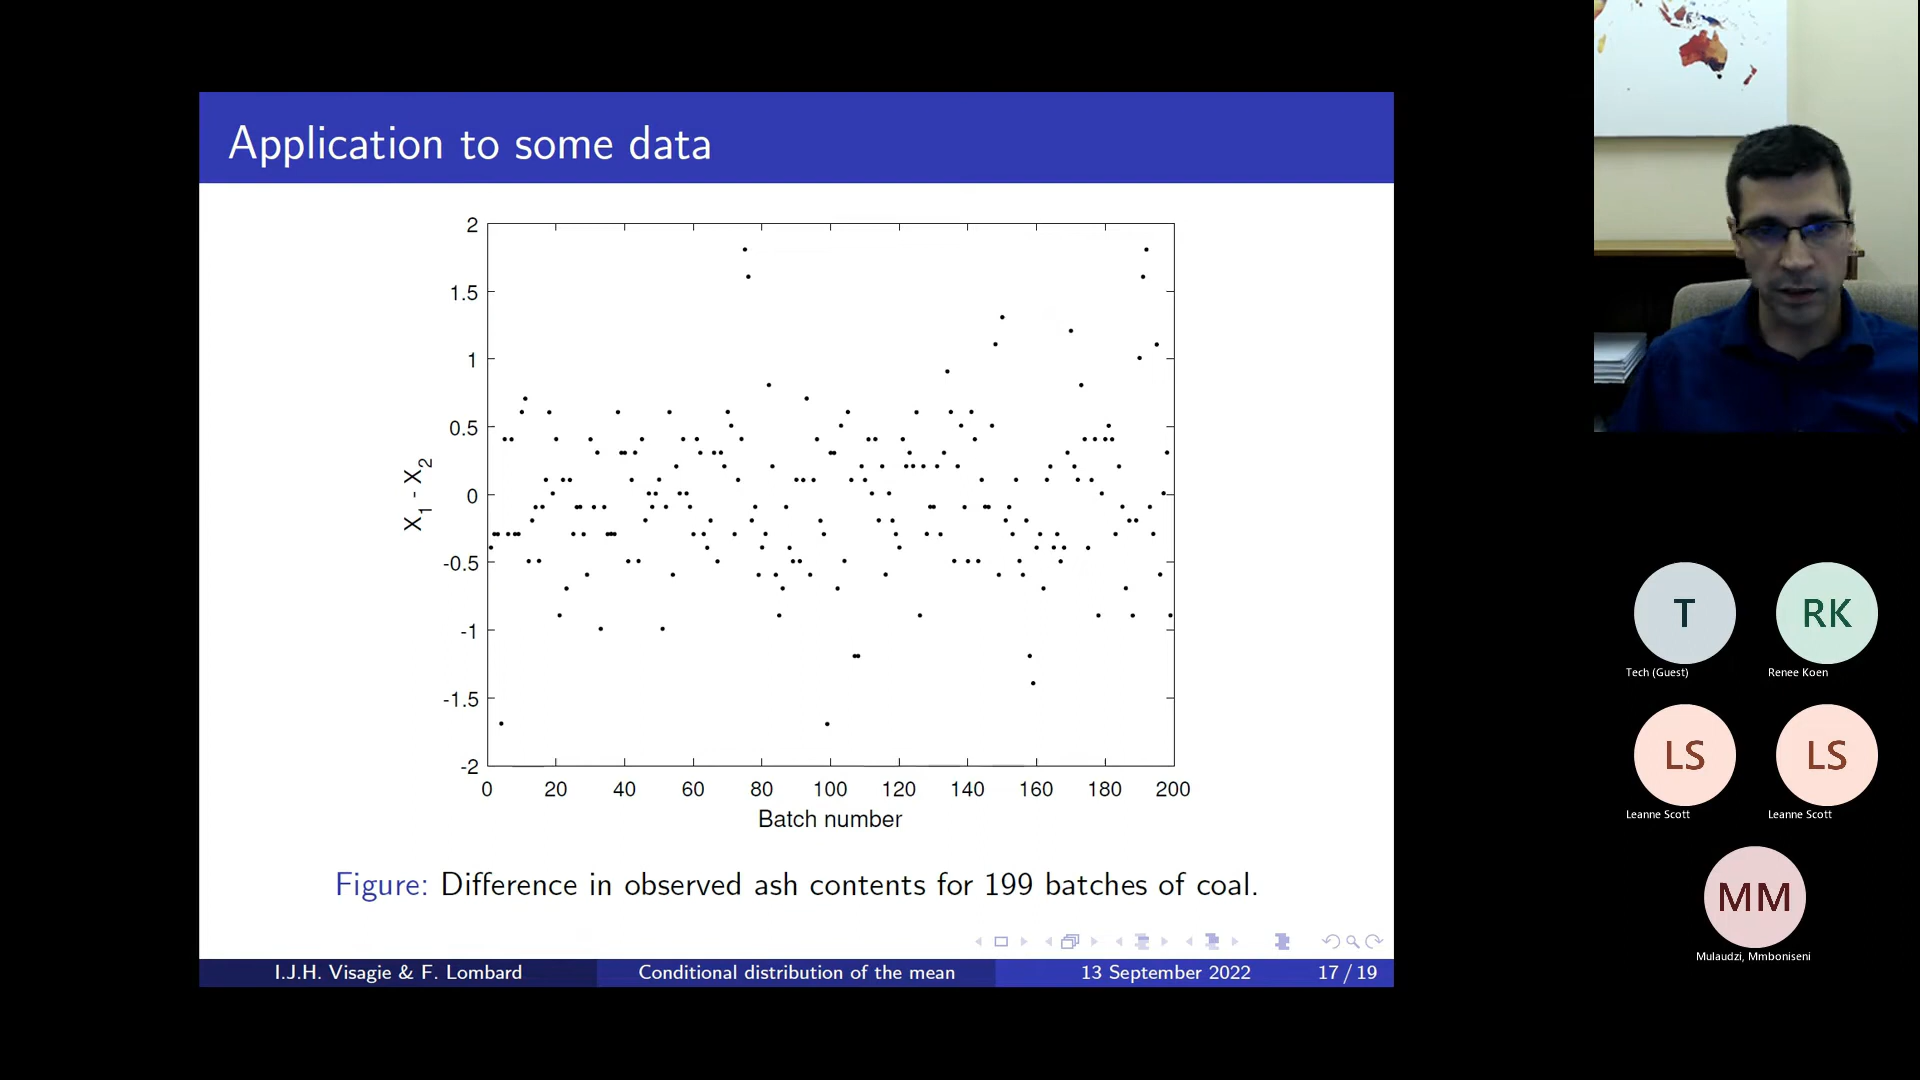 Application to some data
2
1.5
1
0.5
0
-0.5
-1
-1.5
-2
X1 - X2
0 20 40 60 80 100 120 140 160 180 200
Batch number
Figure: Difference in observed ash contents for 199 batches of coal.
I.J.H. Visagie & F. Lombard Conditional distribution of the mean 13 September 2022 17 / 19
T RK
Tech (Guest) Renee Koen
LS LS
Leanne Scott Leanne Scott
MM
Mulaudzi, Mmboniseni